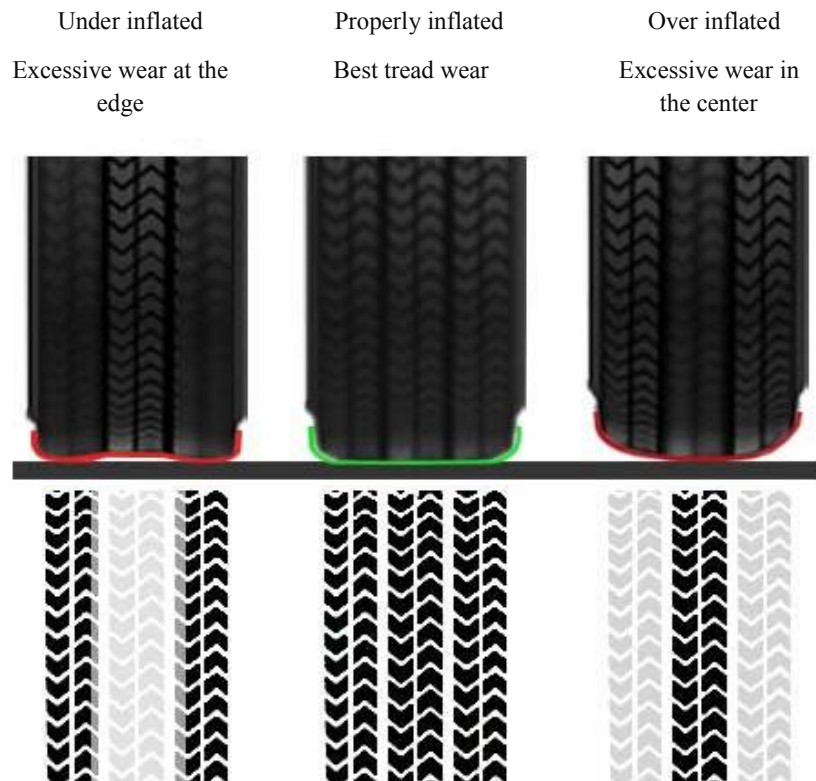 Under inflated
Excessive wear at the
edge
Properly inflated
Best tread wear
Over inflated
Excessive wear in
the center